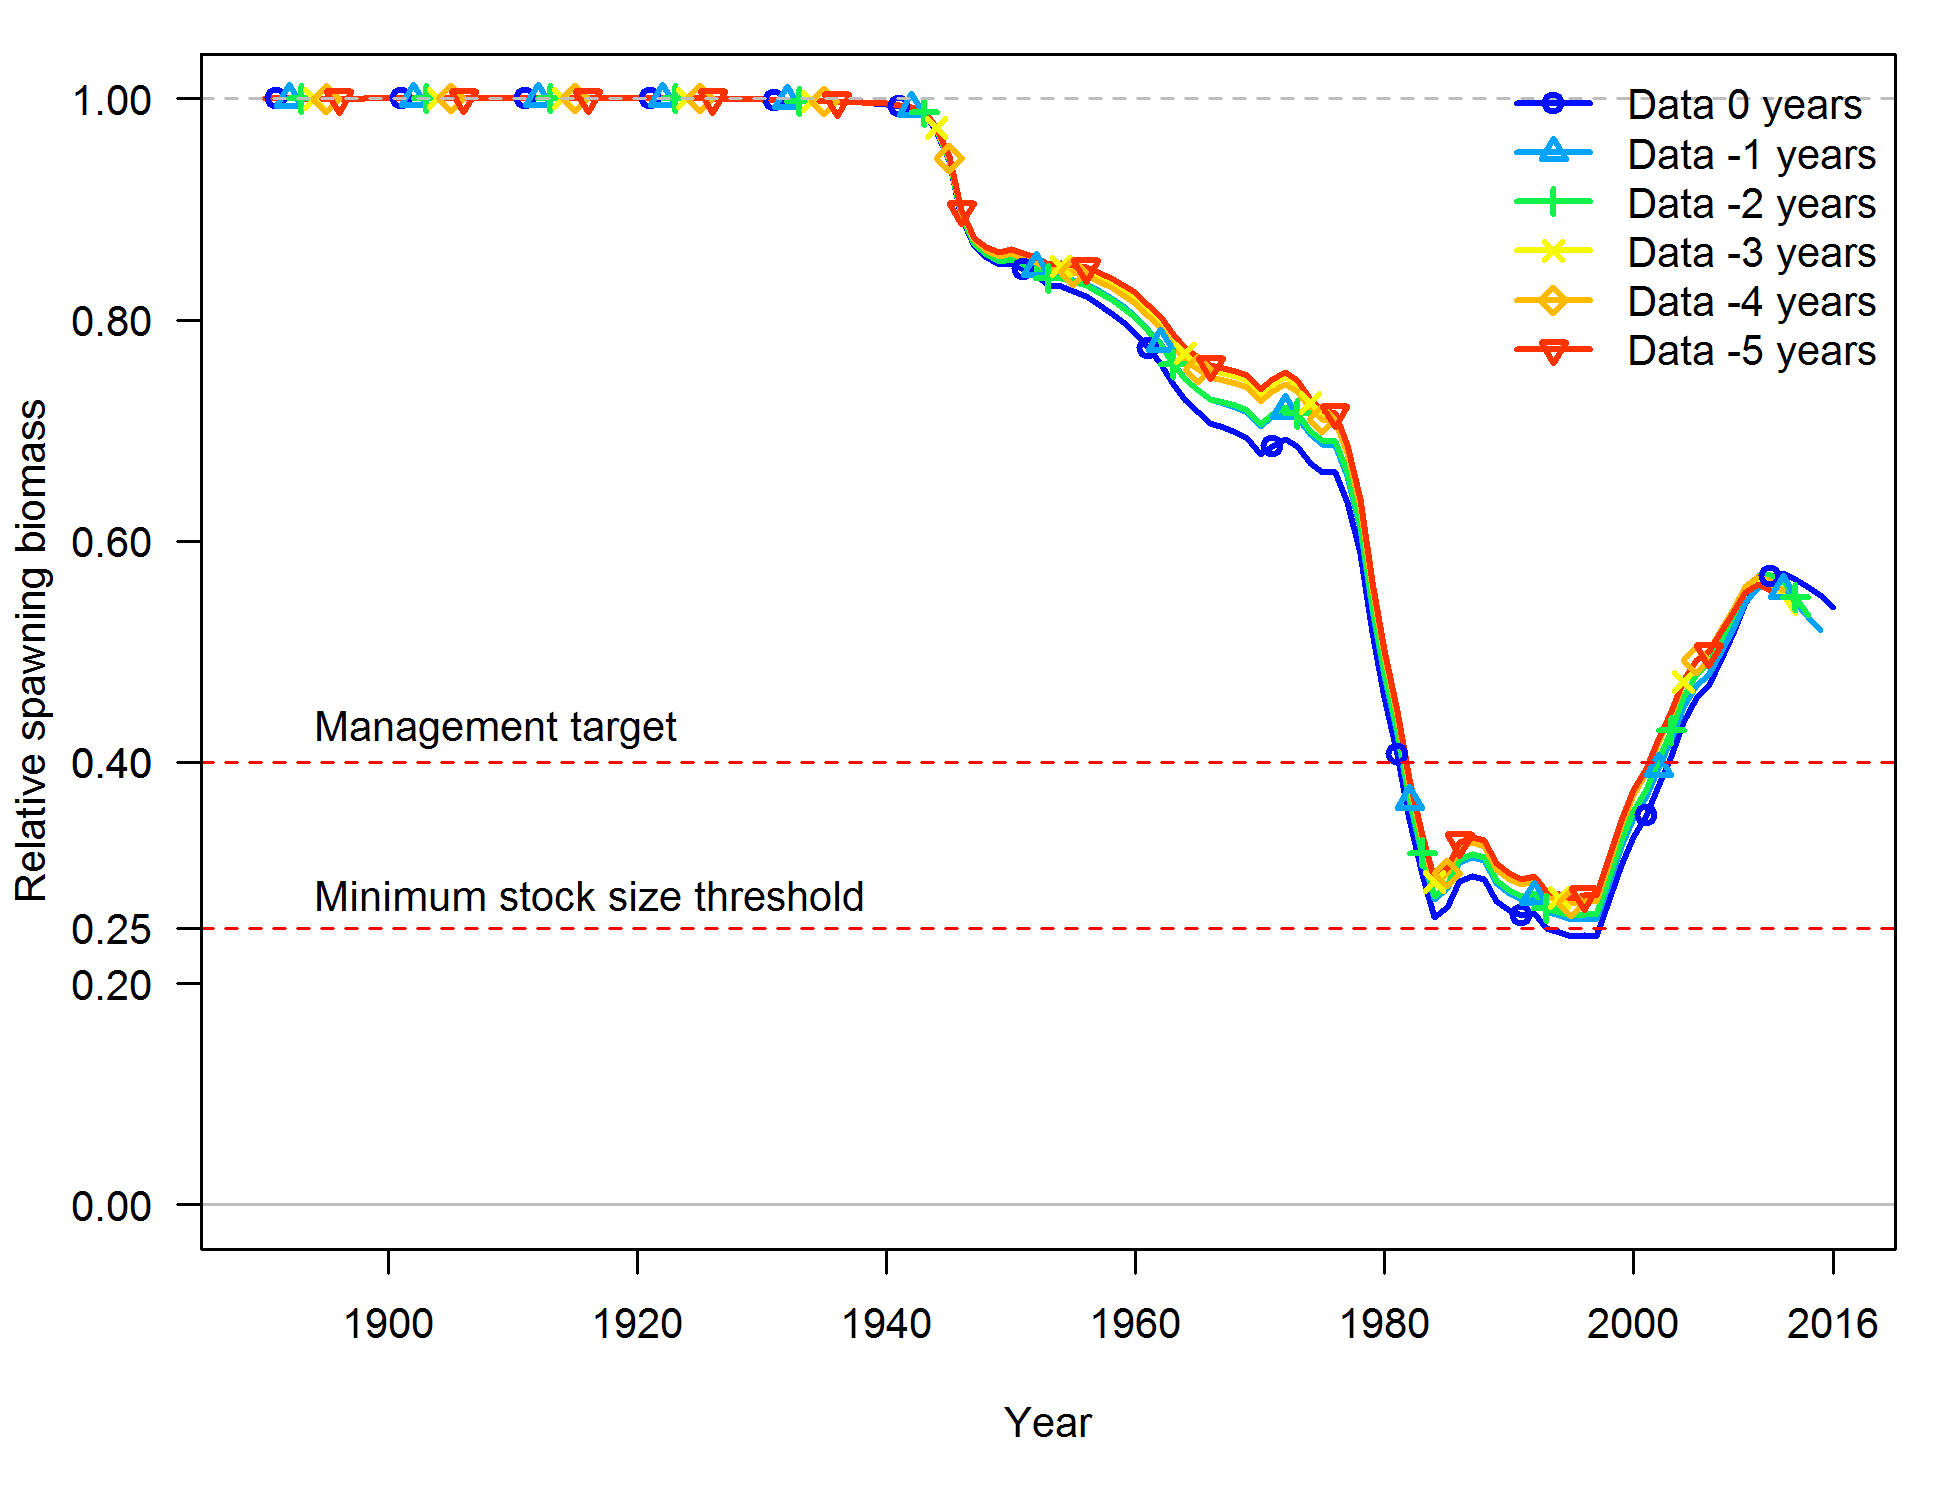 Relative spawning biomass
1.00
0.80
0.60
0.40
0.25
0.20
0.00
Data 0 years
Data -1 years
Data -2 years
Data -3 years
Data -4 years
Data -5 years
Management target
Minimum stock size threshold
1900 1920 1940 1960 1980 2000 2016
Year